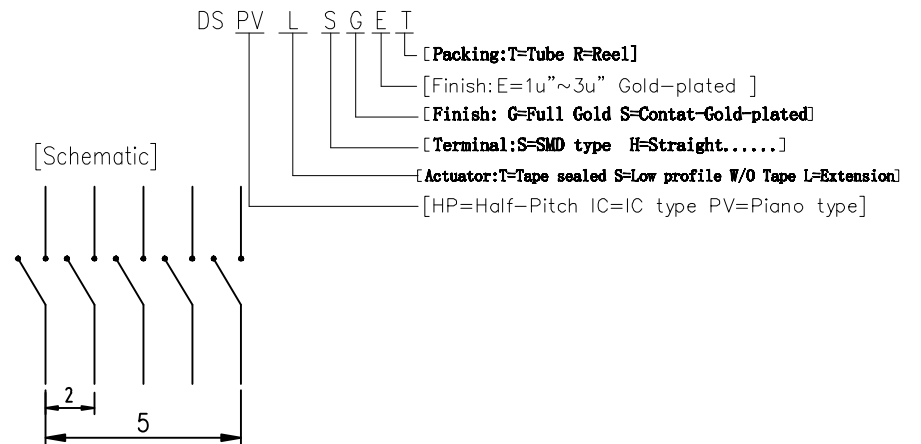 DS PV L S G E T
[Packing:T=Tube R=Reel]
[Finish:E=1u"~3u" Gold-plated ]
[Finish: G=Full Gold S=Contat-Gold-plated]
[Terminal:S=SMD type H=Straight......]
[Schematic]
[Actuator:T=Tape sealed S=Low profile W/O Tape L=Extension]
[HP=Half-Pitch IC=IC type PV=Piano type]
2
5